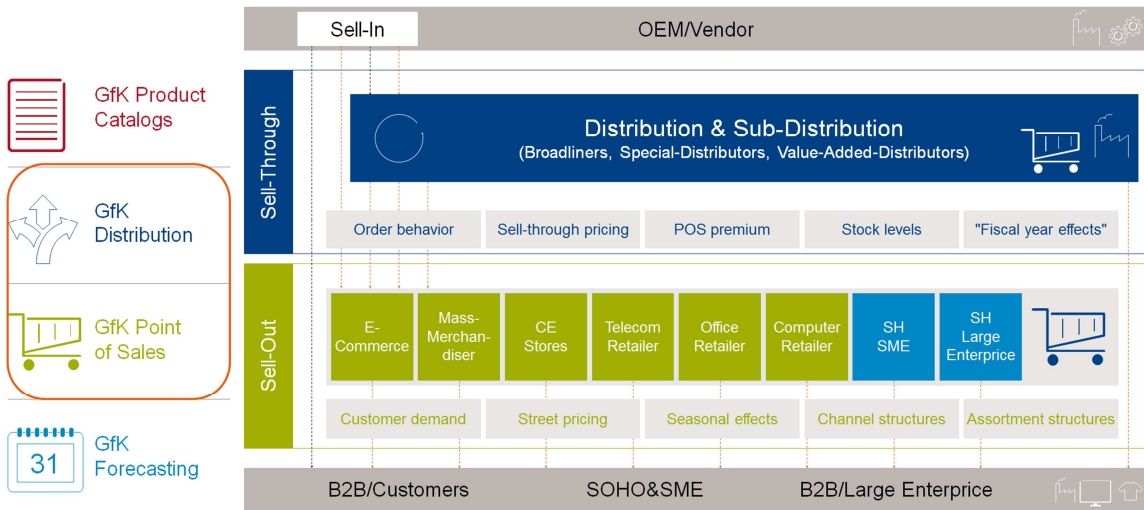 Sell-In
OEM/Vendor
GfK Product
Catalogs
GfK
Distribution
GfK Point
of Sales
31
GfK
Forecasting
Sell-Through
Distribution & Sub-Distribution
(Broadliners, Special-Distributors, Value-Added-Distributors)
Order behavior
Sell-through pricing
POS premium
Stock levels
"Fiscal year effects"
Sell-Out
E-
Commerce
Mass-
Merchan-
diser
CE
Stores
Telecom
Retailer
Office
Retailer
Computer
Retailer
SH
SME
SH
Large
Enterprice
Customer demand
Street pricing
Seasonal effects
Channel structures
Assortment structures
B2B/Customers
SOHO&SME
B2B/Large Enterprice